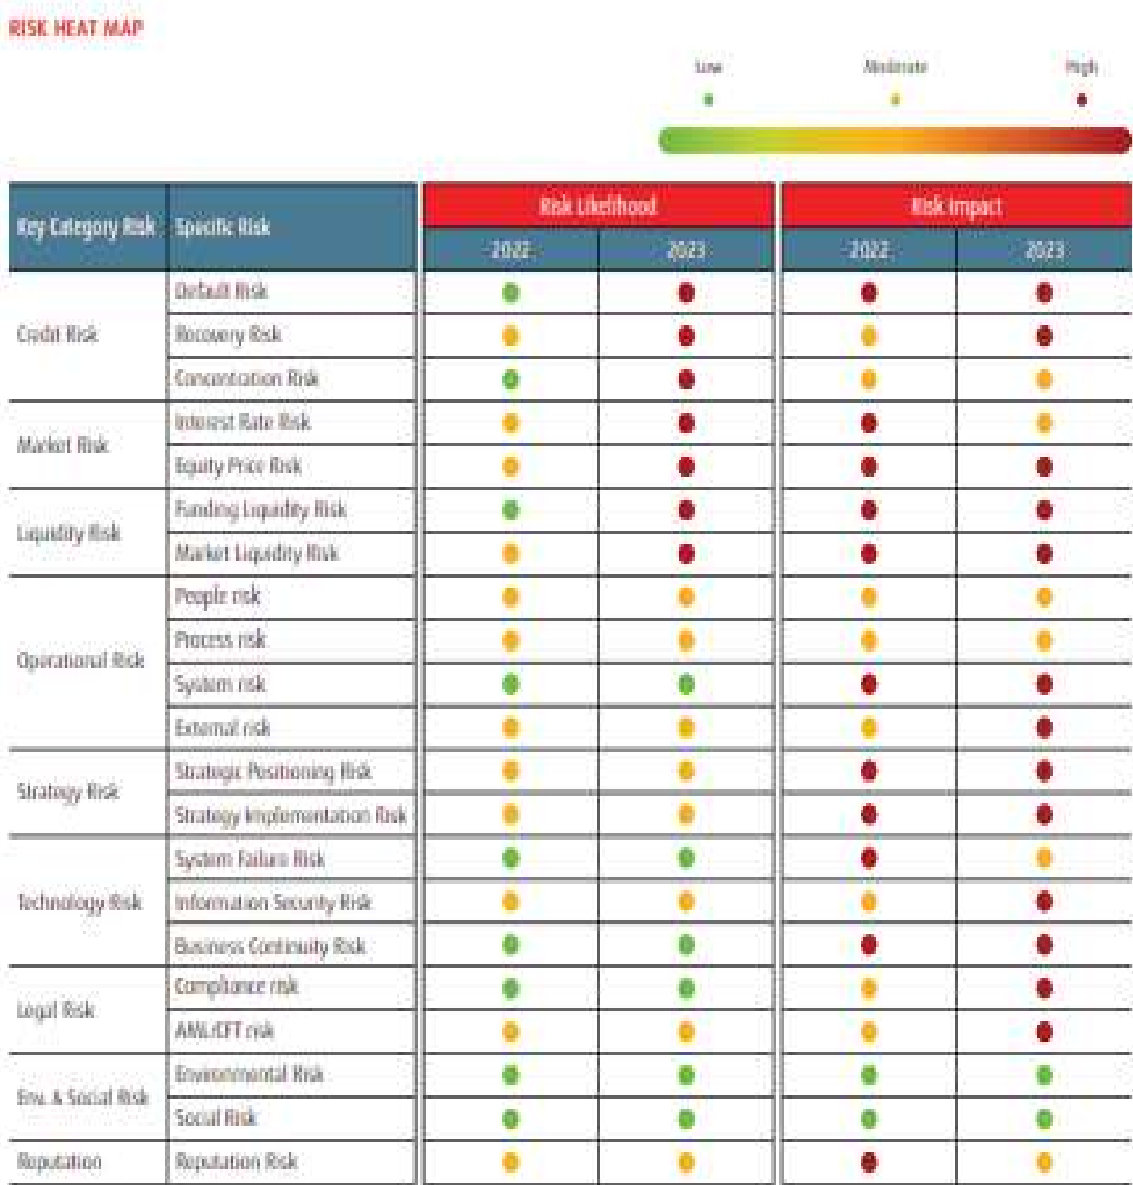 RISK HEAT MAP
Low Moderate High
Key Category Risk Specific Risk Risk Likelihood Risk Impact
2022 2023 2022 2023
Credit Risk
Default Risk
Recovery Risk
Concentration Risk
Market Risk
Interest Rate Risk
Equity Price Risk
Liquidity Risk
Funding Liquidity Risk
Market Liquidity Risk
Operational Risk
People risk
Process risk
System risk
External risk
Strategy Risk
Strategic Positioning Risk
Strategy Implementation Risk
Technology Risk
System Failure Risk
Information Security Risk
Business Continuity Risk
Legal Risk
Compliance risk
AML/CFT risk
Env. & Social Risk
Environmental Risk
Social Risk
Reputation
Reputation Risk